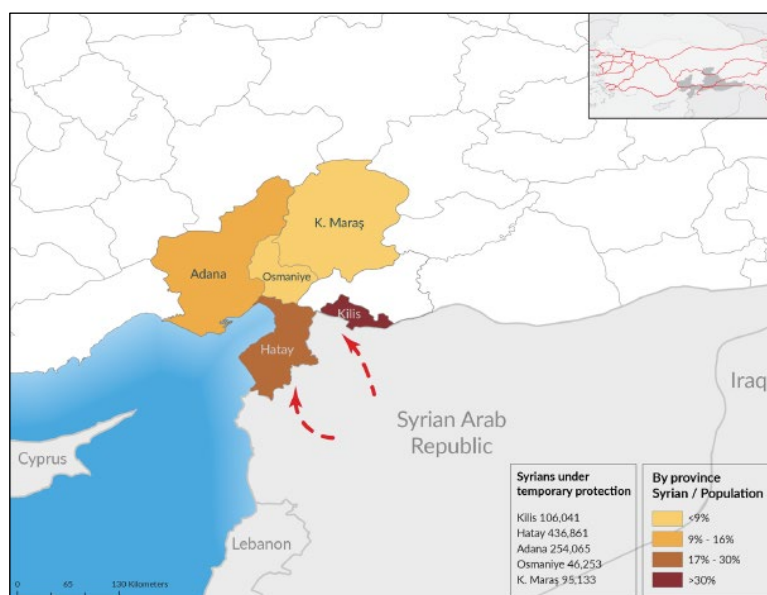 K. Maraş
Adana
Osmaniye
Kilis
Hatay
Iraq
Syrian Arab
Republic
Cyprus
Lebanon
0 65 130 Kilometers
Syrians under
temporary protection
Kilis 106,041
Hatay 436,861
Adana 254,065
Osmaniye 46,253
K. Maraş 95,133
By province
Syrian / Population
<9%
9% - 16%
17% - 30%
>30%